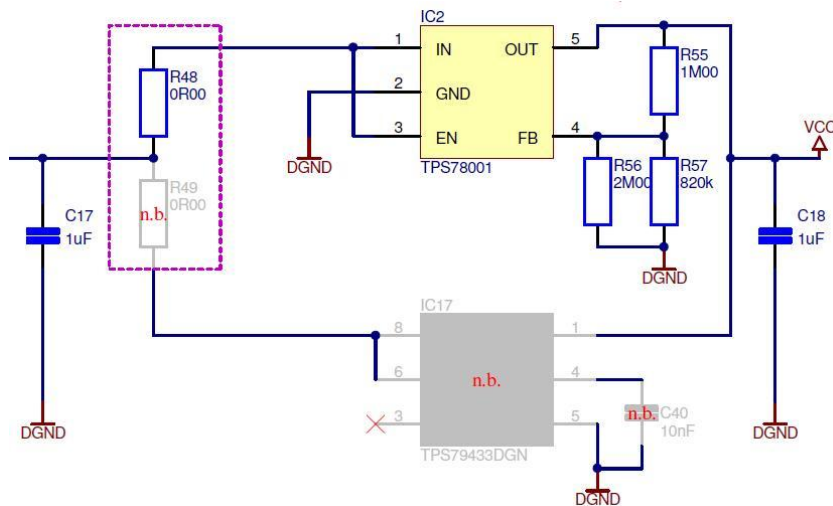 IC2
1 IN OUT 5
2 GND
3 EN FB 4
TPS78001
R48
0R00
R49
0R00
n.b.
C17
1uF
DGND
DGND
R55
1M00
R56
2M00
R57
820k
DGND
VCC
C18
1uF
DGND
IC17
8 1
6 n.b. 4
3 5
TPS79433DGN
n.b. C40
10nF
DGND